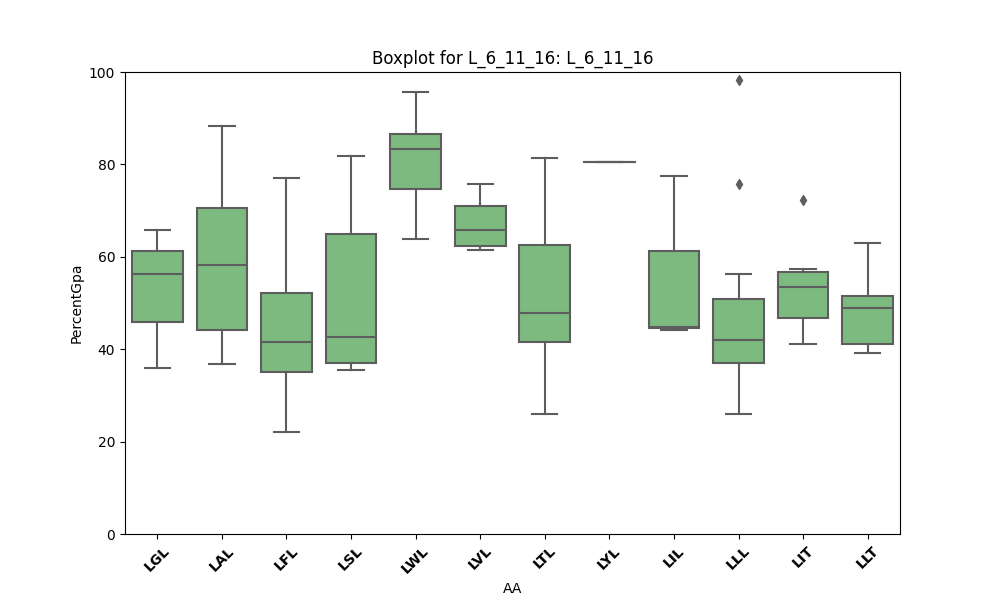 Boxplot for L_6_11_16: L_6_11_16
100
80
60
40
20
0
PercentGpa
LGL
LAL
LFL
LSL
LWL
LVL
LTL
LYL
LIL
LLL
LIT
LLT
AA